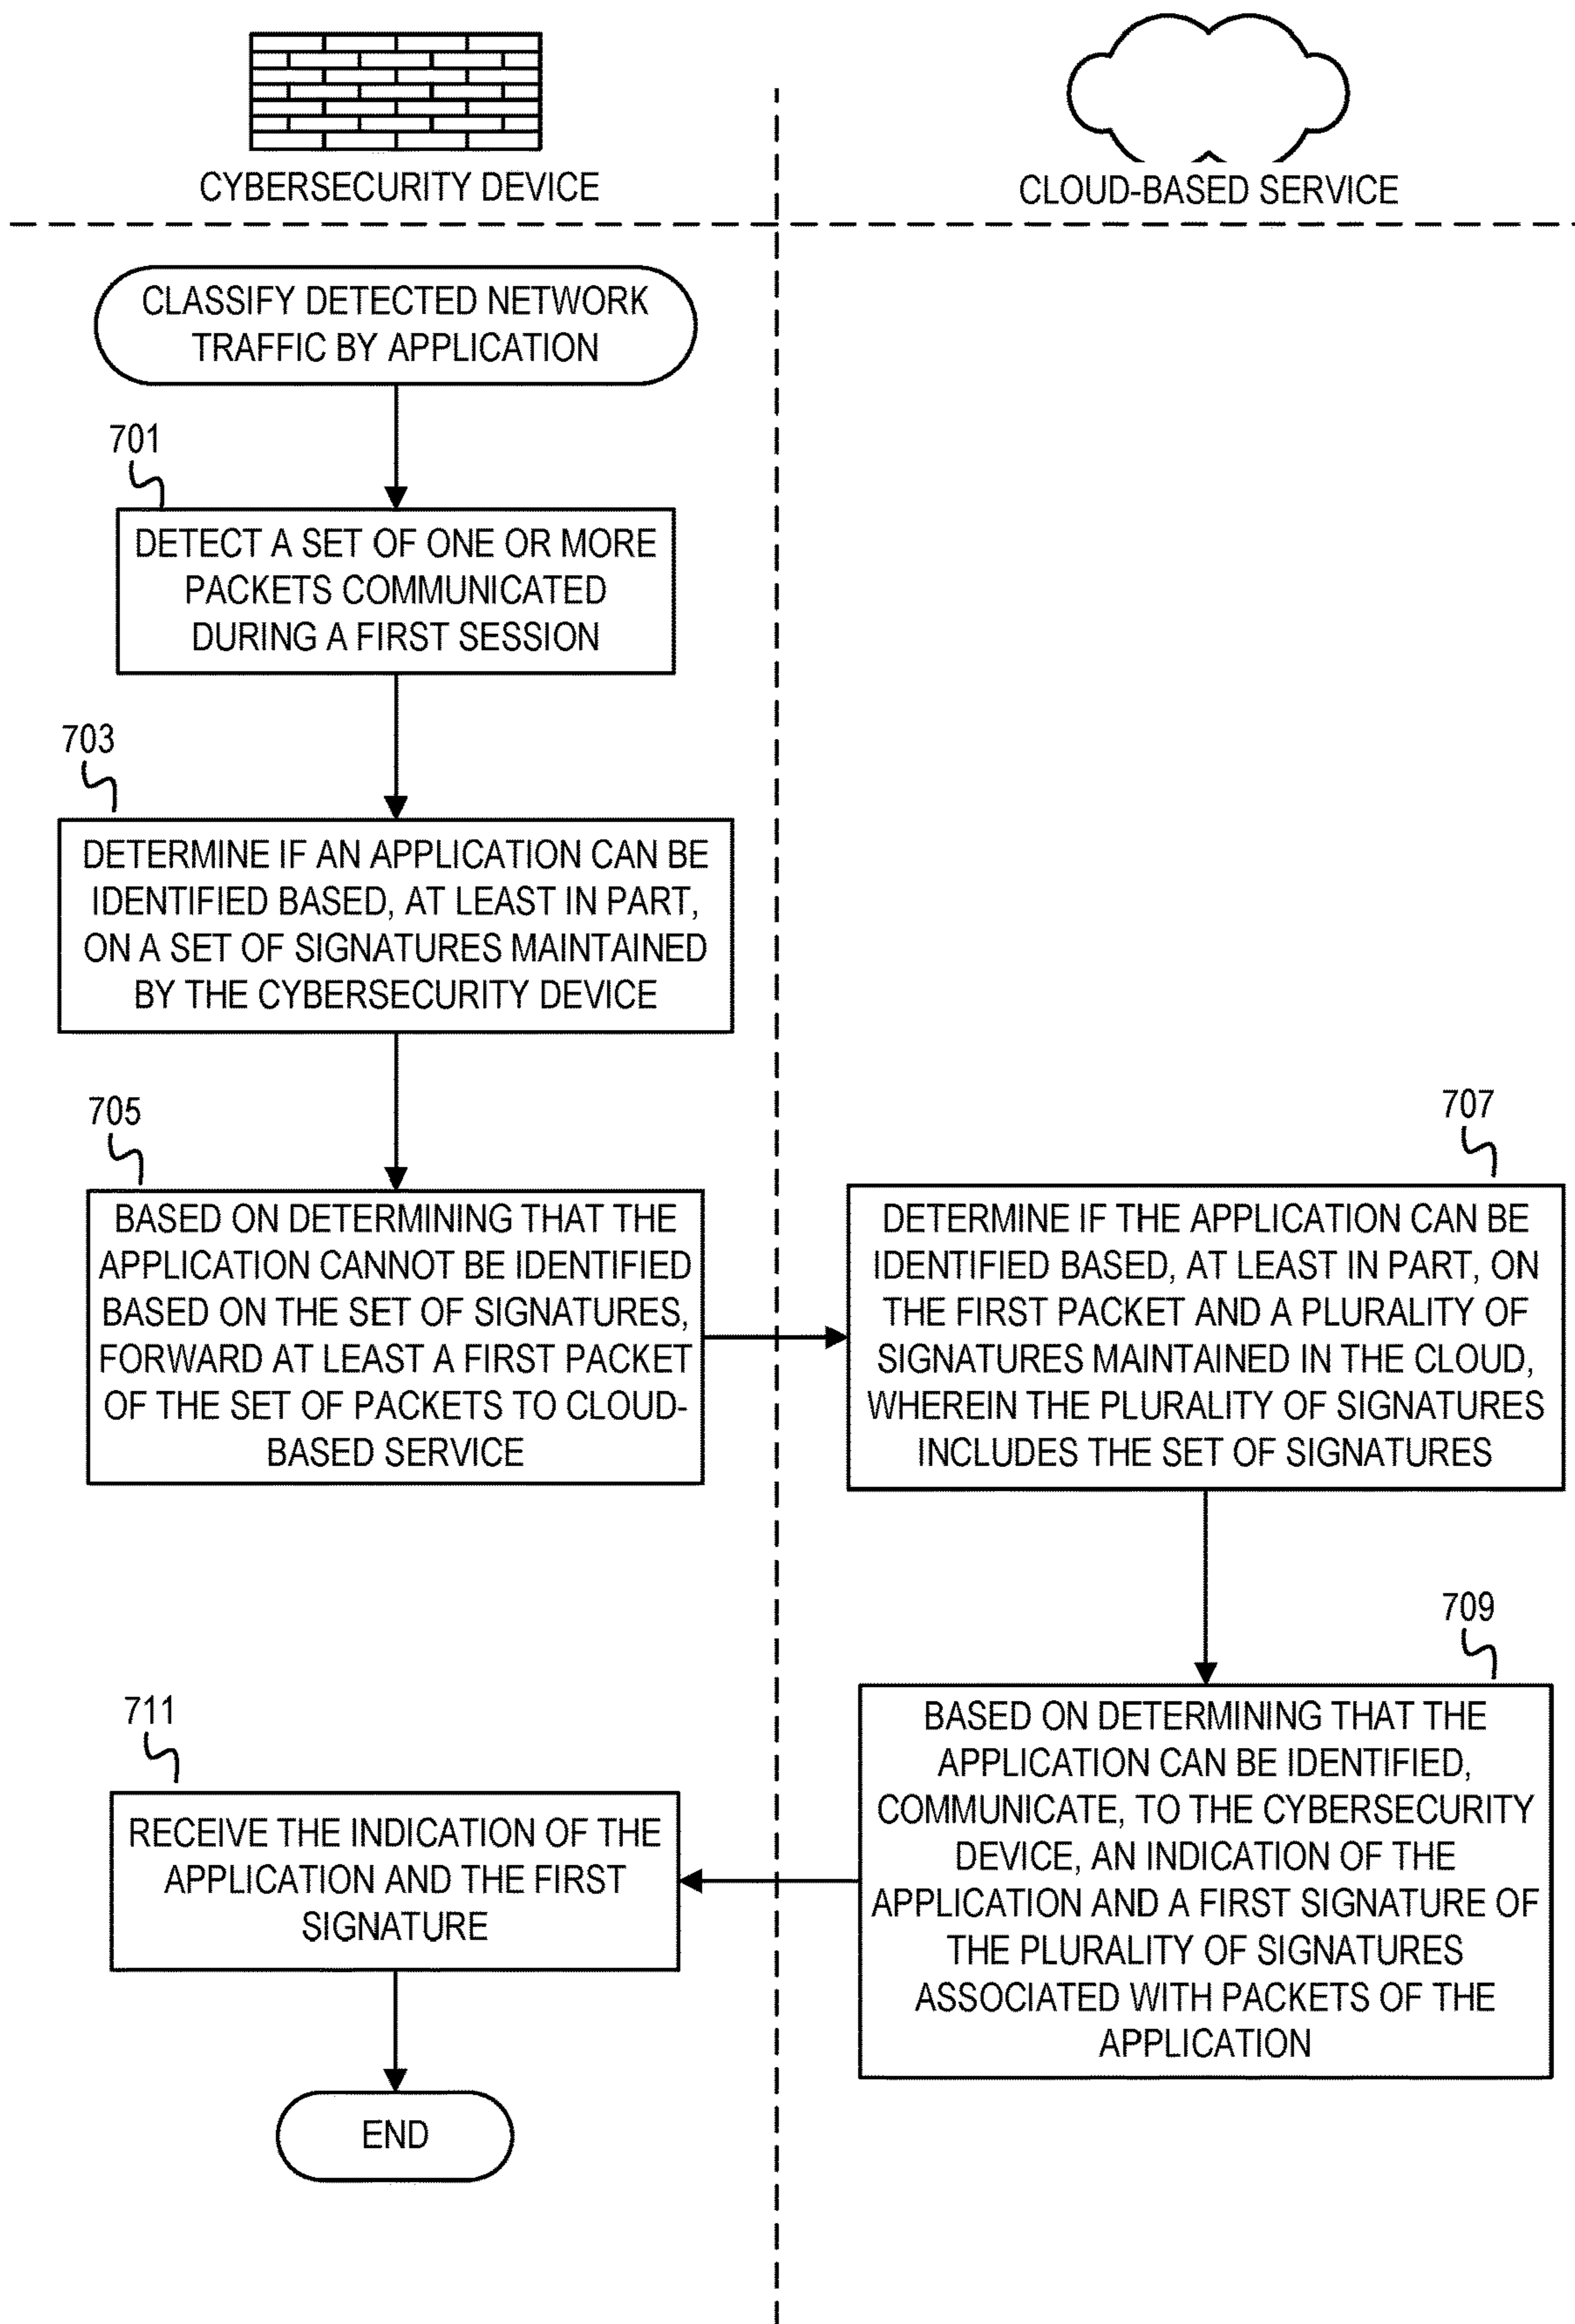 CYBERSECURITY DEVICE
CLOUD-BASED SERVICE
CLASSIFY DETECTED NETWORK
TRAFFIC BY APPLICATION
701
DETECT A SET OF ONE OR MORE
PACKETS COMMUNICATED
DURING A FIRST SESSION
703
DETERMINE IF AN APPLICATION CAN BE
IDENTIFIED BASED, AT LEAST IN PART,
ON A SET OF SIGNATURES MAINTAINED
BY THE CYBERSECURITY DEVICE
705
BASED ON DETERMINING THAT THE
APPLICATION CANNOT BE IDENTIFIED
BASED ON THE SET OF SIGNATURES,
FORWARD AT LEAST A FIRST PACKET
OF THE SET OF PACKETS TO CLOUD-
BASED SERVICE
707
DETERMINE IF THE APPLICATION CAN BE
IDENTIFIED BASED, AT LEAST IN PART, ON
THE FIRST PACKET AND A PLURALITY OF
SIGNATURES MAINTAINED IN THE CLOUD,
WHEREIN THE PLURALITY OF SIGNATURES
INCLUDES THE SET OF SIGNATURES
709
BASED ON DETERMINING THAT THE
APPLICATION CAN BE IDENTIFIED,
COMMUNICATE, TO THE CYBERSECURITY
DEVICE, AN INDICATION OF THE
APPLICATION AND A FIRST SIGNATURE OF
THE PLURALITY OF SIGNATURES
ASSOCIATED WITH PACKETS OF THE
APPLICATION
711
RECEIVE THE INDICATION OF THE
APPLICATION AND THE FIRST
SIGNATURE
END